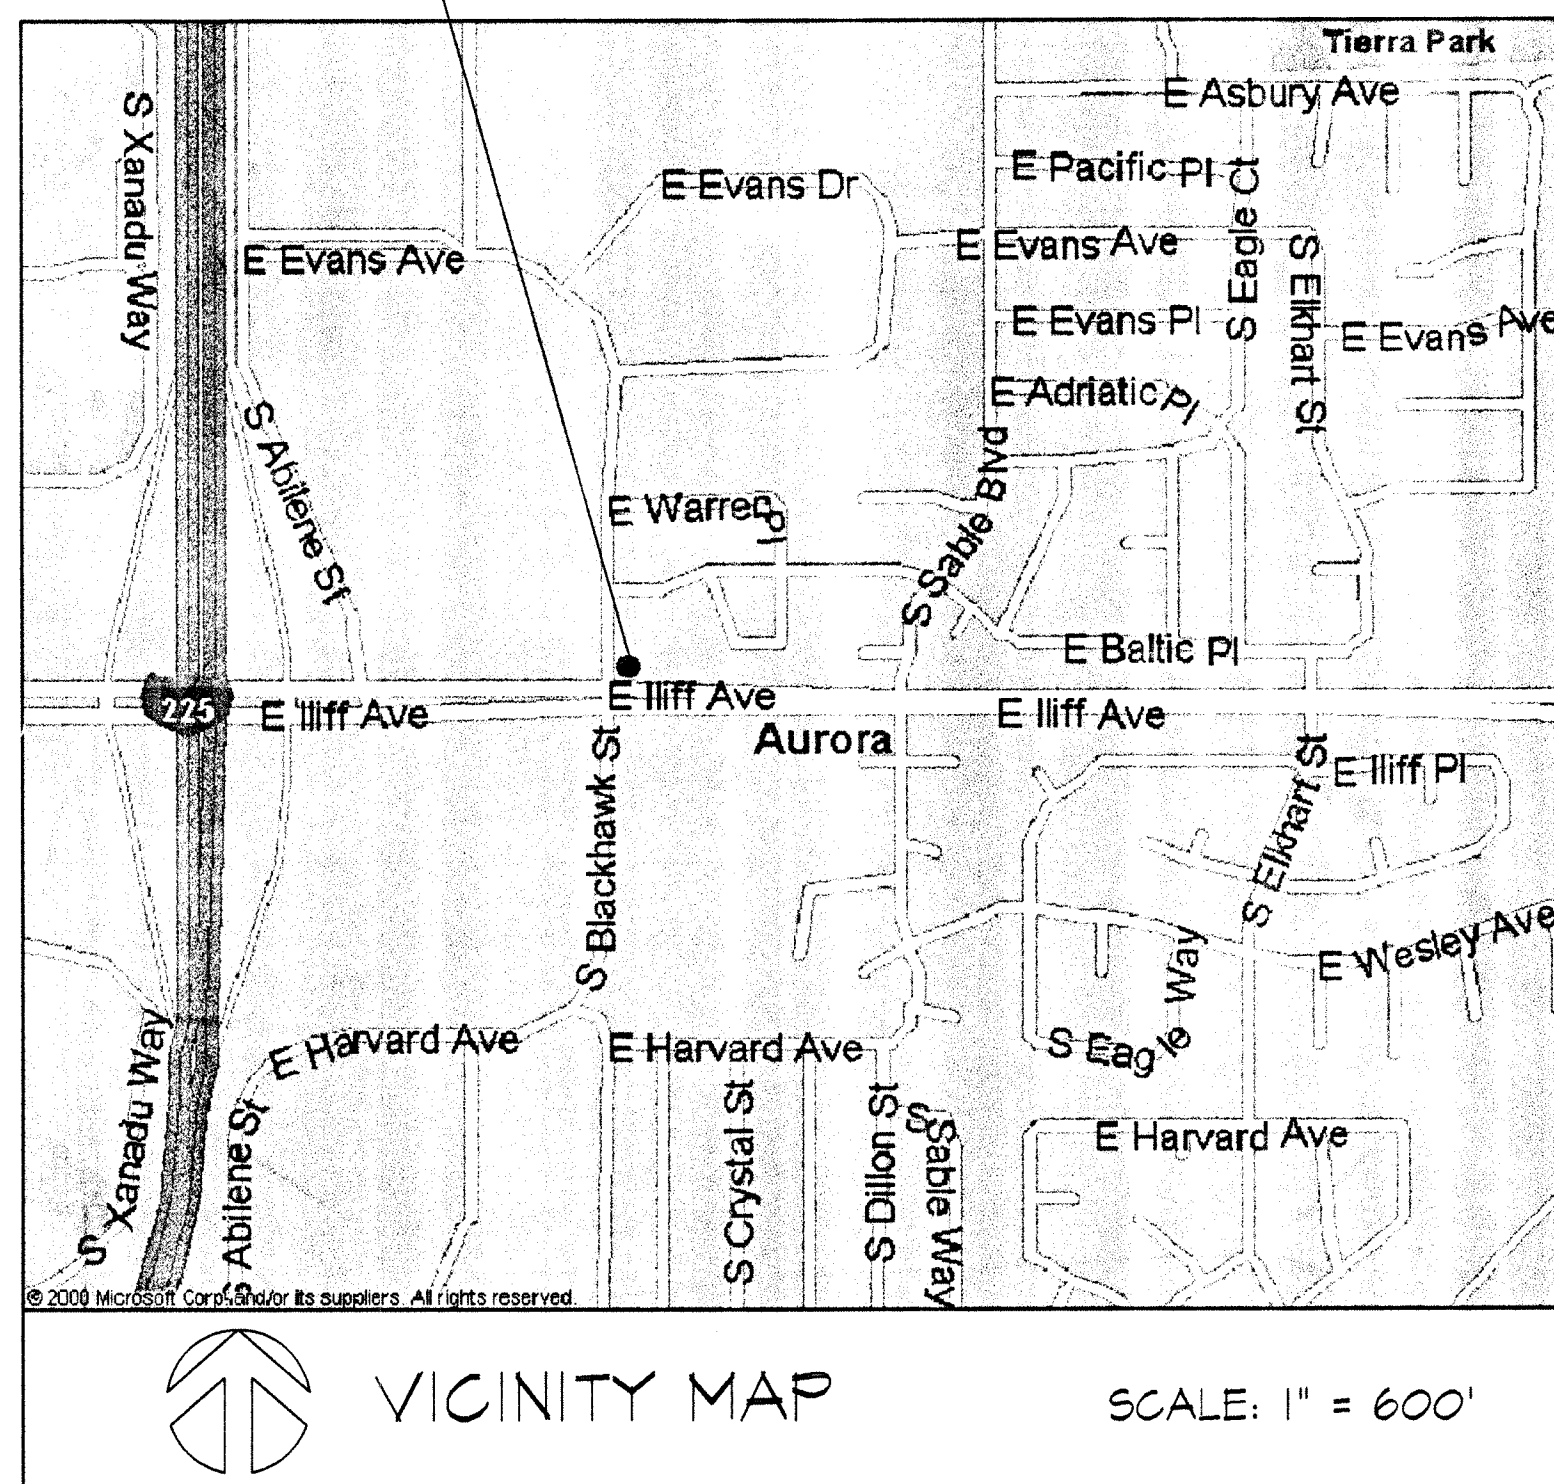 Tierra Park
E Asbury Ave
S Xanadu Way
E Pacific Pl
S Eagle Ct
E Evans Dr
E Evans Ave
E Evans Ave
S Elkhart St
E Evans Pl
E Evans Ave
E Adriatic Pl
S Abilene St
S Sable Blvd
E Warren Pl
E Baltic Pl
225
E Iliff Ave
E Iliff Ave
E Iliff Ave
Aurora
S Blackhawk St
S Elkhart St
E Iliff Pl
E Wesley Ave
S Eagle Way
S Xanadu Way
E Harvard Ave
E Harvard Ave
S Abilene St
S Crystal St
S Dillon St
S Sable Way
E Harvard Ave
© 2000 Microsoft Corp. and/or its suppliers. All rights reserved.
VICINITY MAP
SCALE: 1" = 600'